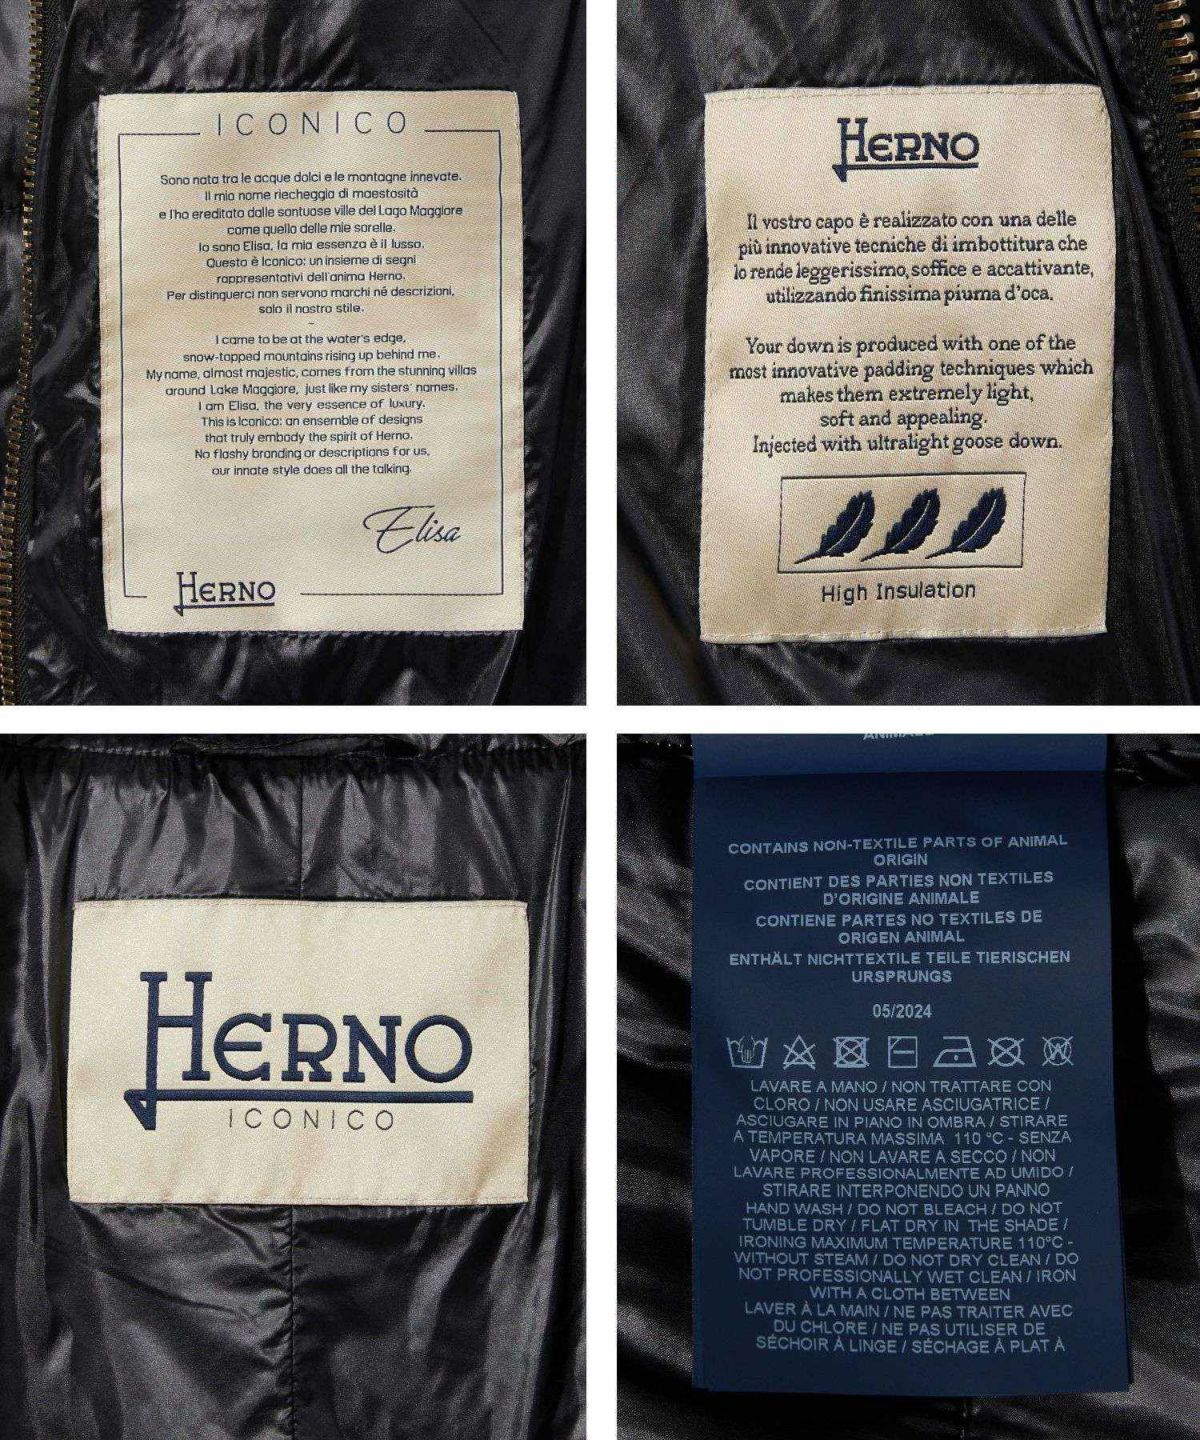 ICONICO
Sono nata tra le acque dolci e le montagne innevate.
Il mio nome riecheggia di maestosità
e l'ho ereditato dalle sontuose ville del Lago Maggiore
come quello delle mie sorelle.
Io sono Elisa, la mia essenza è il lusso.
Questo è Iconico: un insieme di segni
rappresentativi dell'anima Herno.
Per distinguerci non servono marchi né descrizioni,
solo il nostro stile.
–
I came to be at the water's edge,
snow-topped mountains rising up behind me.
My name, almost majestic, comes from the stunning villas
around Lake Maggiore, just like my sisters' names.
I am Elisa, the very essence of luxury.
This is Iconico: an ensemble of designs
that truly embody the spirit of Herno.
No flashy branding or descriptions for us,
our innate style does all the talking.
Elisa
HERNO
HERNO
Il vostro capo è realizzato con una delle
più innovative tecniche di imbottitura che
lo rende leggerissimo, soffice e accattivante,
utilizzando finissima piuma d'oca.
Your down is produced with one of the
most innovative padding techniques which
makes them extremely light,
soft and appealing.
Injected with ultralight goose down.
High Insulation
HERNO
ICONICO
ANIMALE
CONTAINS NON-TEXTILE PARTS OF ANIMAL
ORIGIN
CONTIENT DES PARTIES NON TEXTILES
D'ORIGINE ANIMALE
CONTIENE PARTES NO TEXTILES DE
ORIGEN ANIMAL
ENTHÄLT NICHTTEXTILE TEILE TIERISCHEN
URSPRUNGS
05/2024
LAVARE A MANO / NON TRATTARE CON
CLORO / NON USARE ASCIUGATRICE /
ASCIUGARE IN PIANO IN OMBRA / STIRARE
A TEMPERATURA MASSIMA 110 °C - SENZA
VAPORE / NON LAVARE A SECCO / NON
LAVARE PROFESSIONALMENTE AD UMIDO /
STIRARE INTERPONENDO UN PANNO
HAND WASH / DO NOT BLEACH / DO NOT
TUMBLE DRY / FLAT DRY IN THE SHADE /
IRONING MAXIMUM TEMPERATURE 110°C -
WITHOUT STEAM / DO NOT DRY CLEAN / DO
NOT PROFESSIONALLY WET CLEAN / IRON
WITH A CLOTH BETWEEN
LAVER À LA MAIN / NE PAS TRAITER AVEC
DU CHLORE / NE PAS UTILISER DE
SÉCHOIR À LINGE / SÉCHAGE À PLAT À